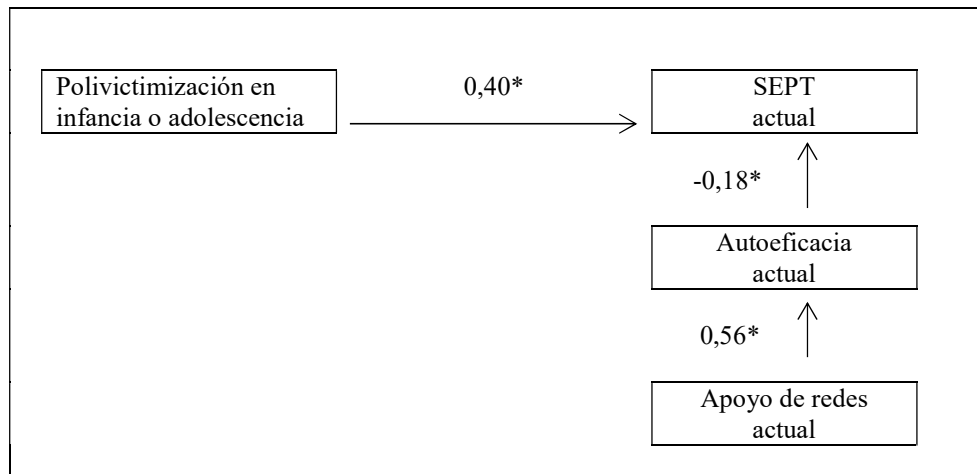 Polivictimización en
infancia o adolescencia
0,40*
SEPT
actual
-0,18*
Autoeficacia
actual
0,56*
Apoyo de redes
actual